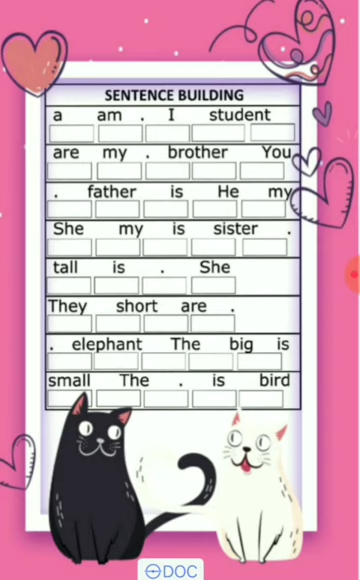 SENTENCE BUILDING
a am . I student
are my . brother You
. father is He my
She my is sister .
tall is . She
They short are .
. elephant The big is
small The . is bird
DOC